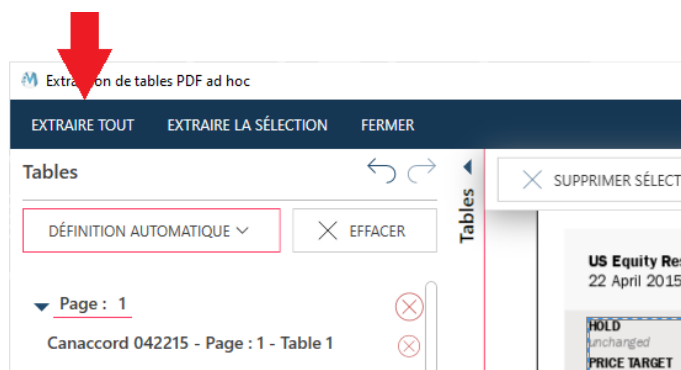 Extraction de tables PDF ad hoc
EXTRAIRE TOUT EXTRAIRE LA SÉLECTION FERMER
Tables
DÉFINITION AUTOMATIQUE EFFACER
Page : 1
Canaccord 042215 - Page : 1 - Table 1
Tables
SUPPRIMER SÉLECT
US Equity Res
22 April 2015
HOLD
unchanged
PRICE TARGET